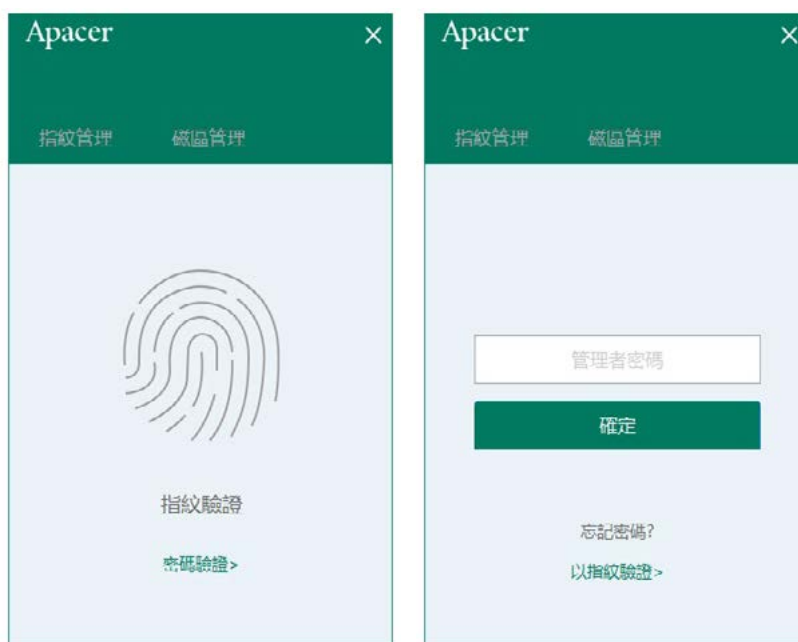 Apacer ×
指紋管理 磁區管理
指紋驗證
密碼驗證>
Apacer ×
指紋管理 磁區管理
管理者密碼
確定
忘記密碼?
以指紋驗證>